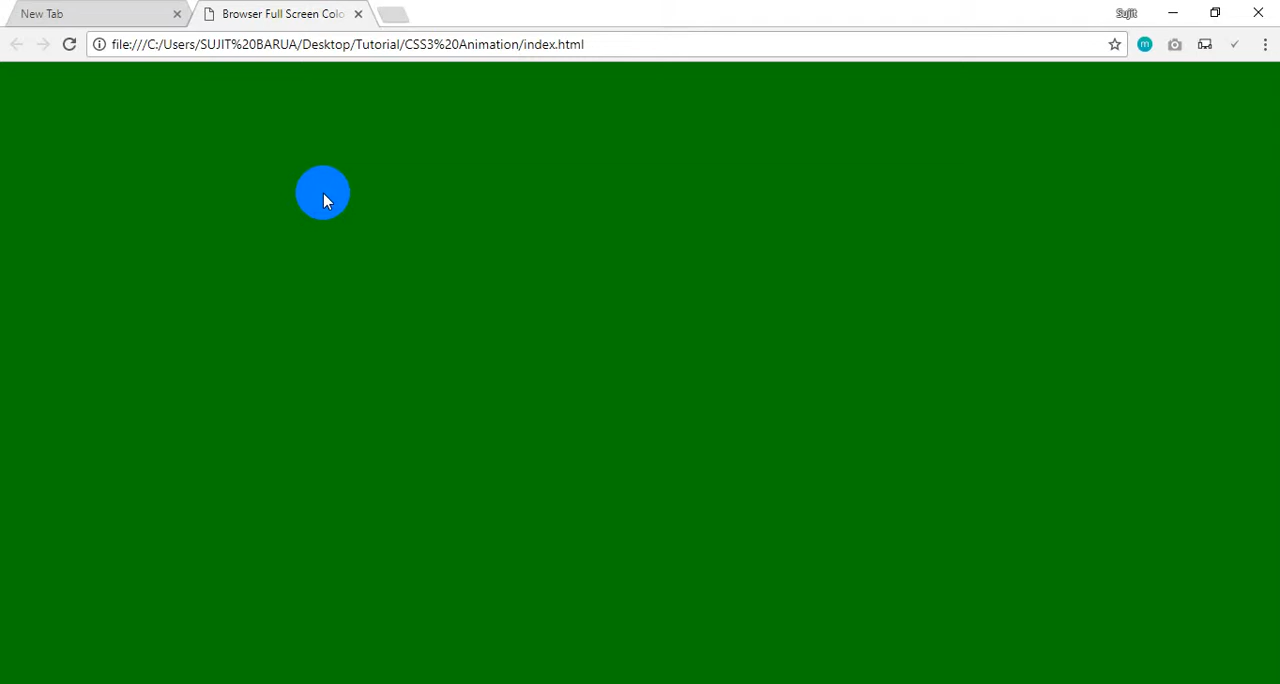 New Tab
Browser Full Screen Colo
Sujit
file:///C:/Users/SUJIT%20BARUA/Desktop/Tutorial/CSS3%20Animation/index.html
m